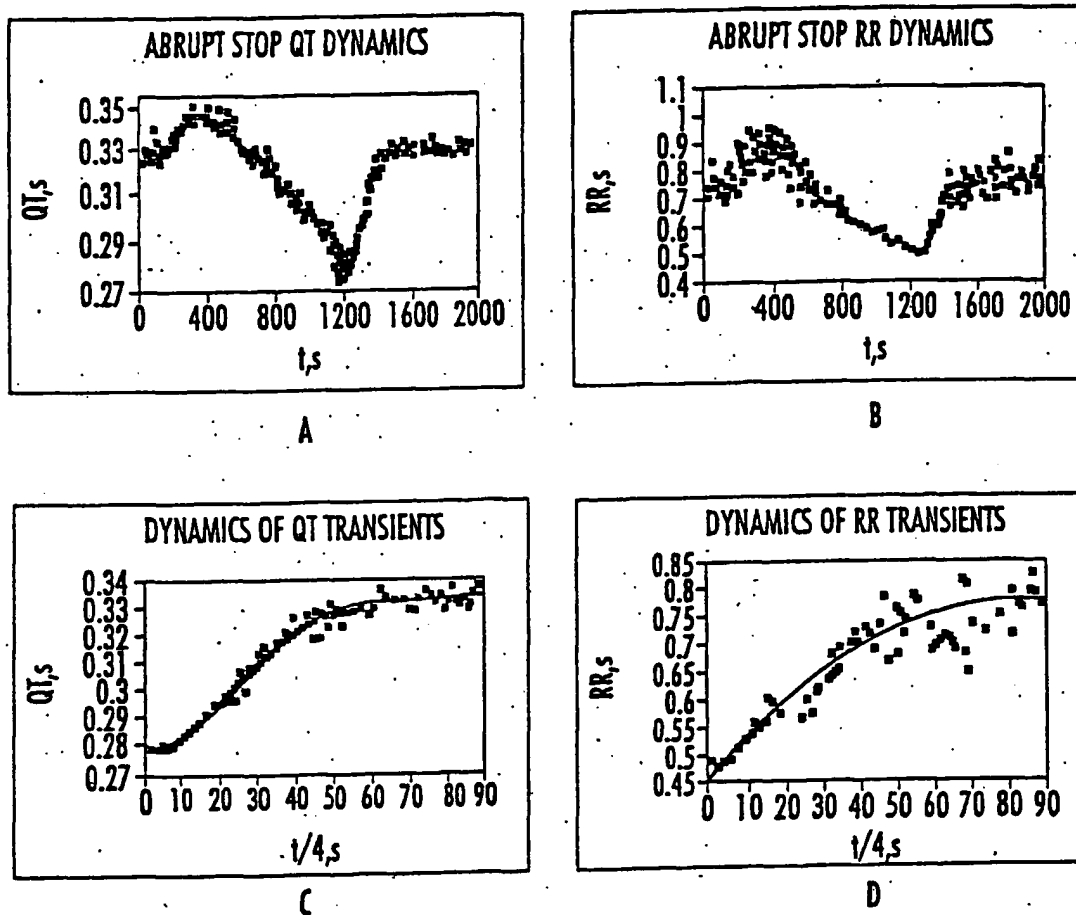 ABRUPT STOP QT DYNAMICS
QT,s
0.35
0.33
0.31
0.29
0.27
0 400 800 1200 1600 2000
t,s
A
ABRUPT STOP RR DYNAMICS
RR,s
1.1
1
0.9
0.8
0.7
0.6
0.5
0.4
0 400 800 1200 1600 2000
t,s
B
DYNAMICS OF QT TRANSIENTS
QT,s
0.34
0.33
0.32
0.31
0.3
0.29
0.28
0.27
0 10 20 30 40 50 60 70 80 90
t/4,s
C
DYNAMICS OF RR TRANSIENTS
RR,s
0.85
0.8
0.75
0.7
0.65
0.6
0.55
0.5
0.45
0 10 20 30 40 50 60 70 80 90
t/4,s
D